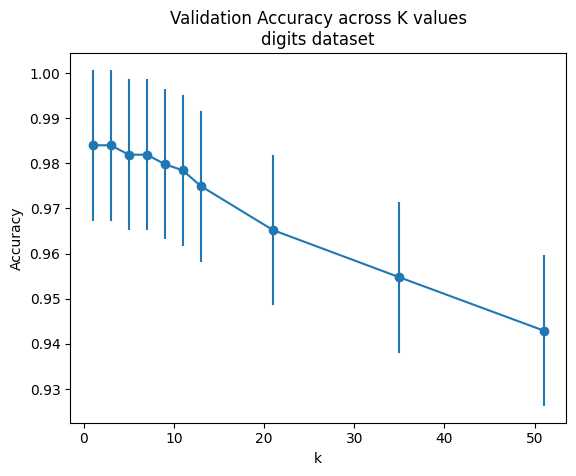 Validation Accuracy across K values
digits dataset
1.00
0.99
0.98
0.97
0.96
0.95
0.94
0.93
Accuracy
0 10 20 30 40 50
k